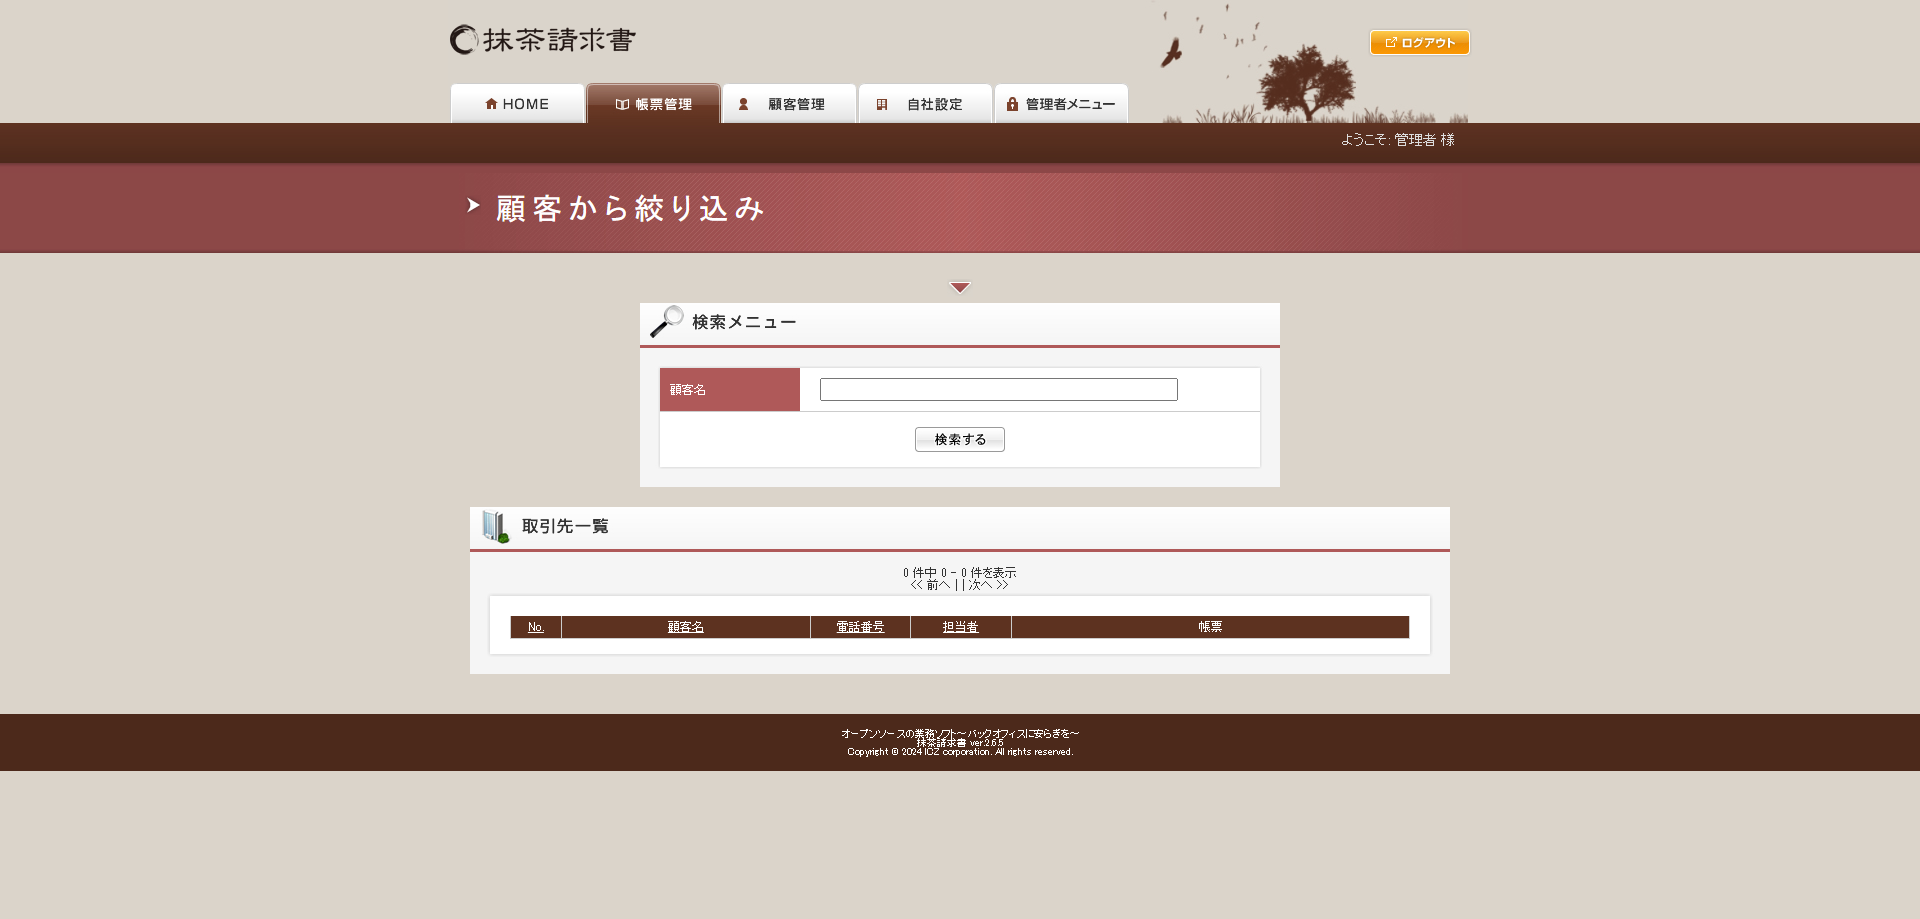 抹茶請求書
ログアウト
HOME
帳票管理
顧客管理
自社設定
管理者メニュー
ようこそ: 管理者 様
顧客から絞り込み
検索メニュー
顧客名
検索する
取引先一覧
0 件中 0 - 0 件を表示
<< 前へ | | 次へ >>
No. 顧客名 電話番号 担当者 帳票
オープンソースの業務ソフト～バックオフィスに安らぎを～
抹茶請求書 ver.2.6.5
Copyright © 2024 ICZ corporation. All rights reserved.